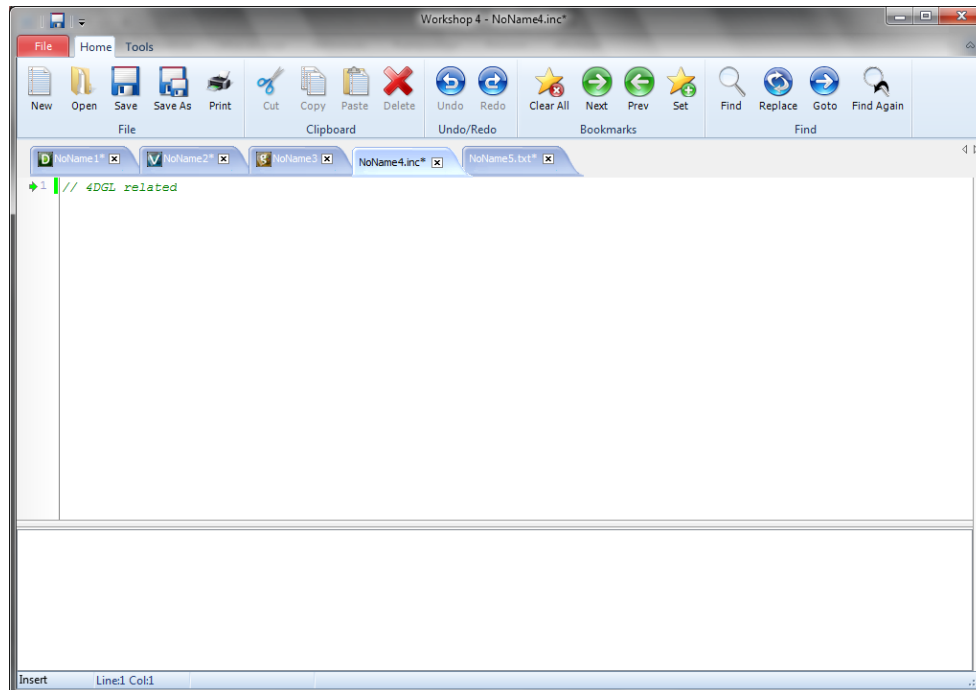 Workshop 4 - NoName4.inc*
File Home Tools
New Open Save Save As Print Cut Copy Paste Delete Undo Redo Clear All Next Prev Set Find Replace Goto Find Again
File Clipboard Undo/Redo Bookmarks Find
D NoName1* V NoName2* g NoName3 NoName4.inc* NoName5.txt*
1 // 4DGL related
Insert Line:1 Col:1